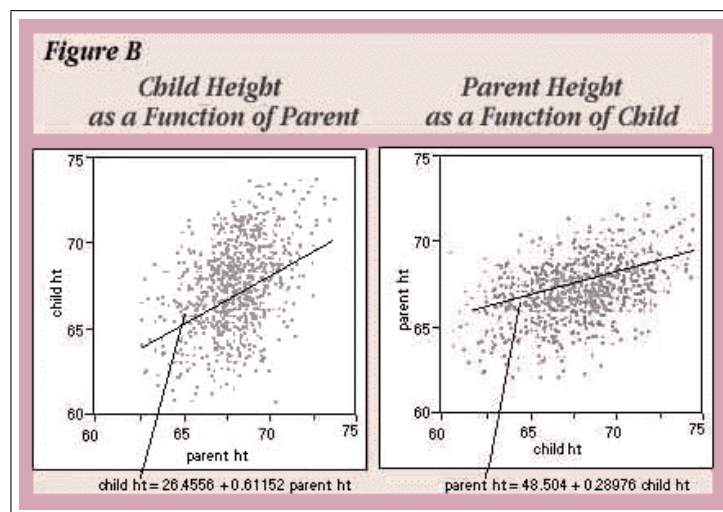 Figure B
Child Height
as a Function of Parent
Parent Height
as a Function of Child
75
70
65
60
child ht
60 65 70 75
parent ht
child ht = 26.4556 + 0.61152 parent ht
75
70
65
60
parent ht
60 65 70 75
child ht
parent ht = 48.504 + 0.28976 child ht